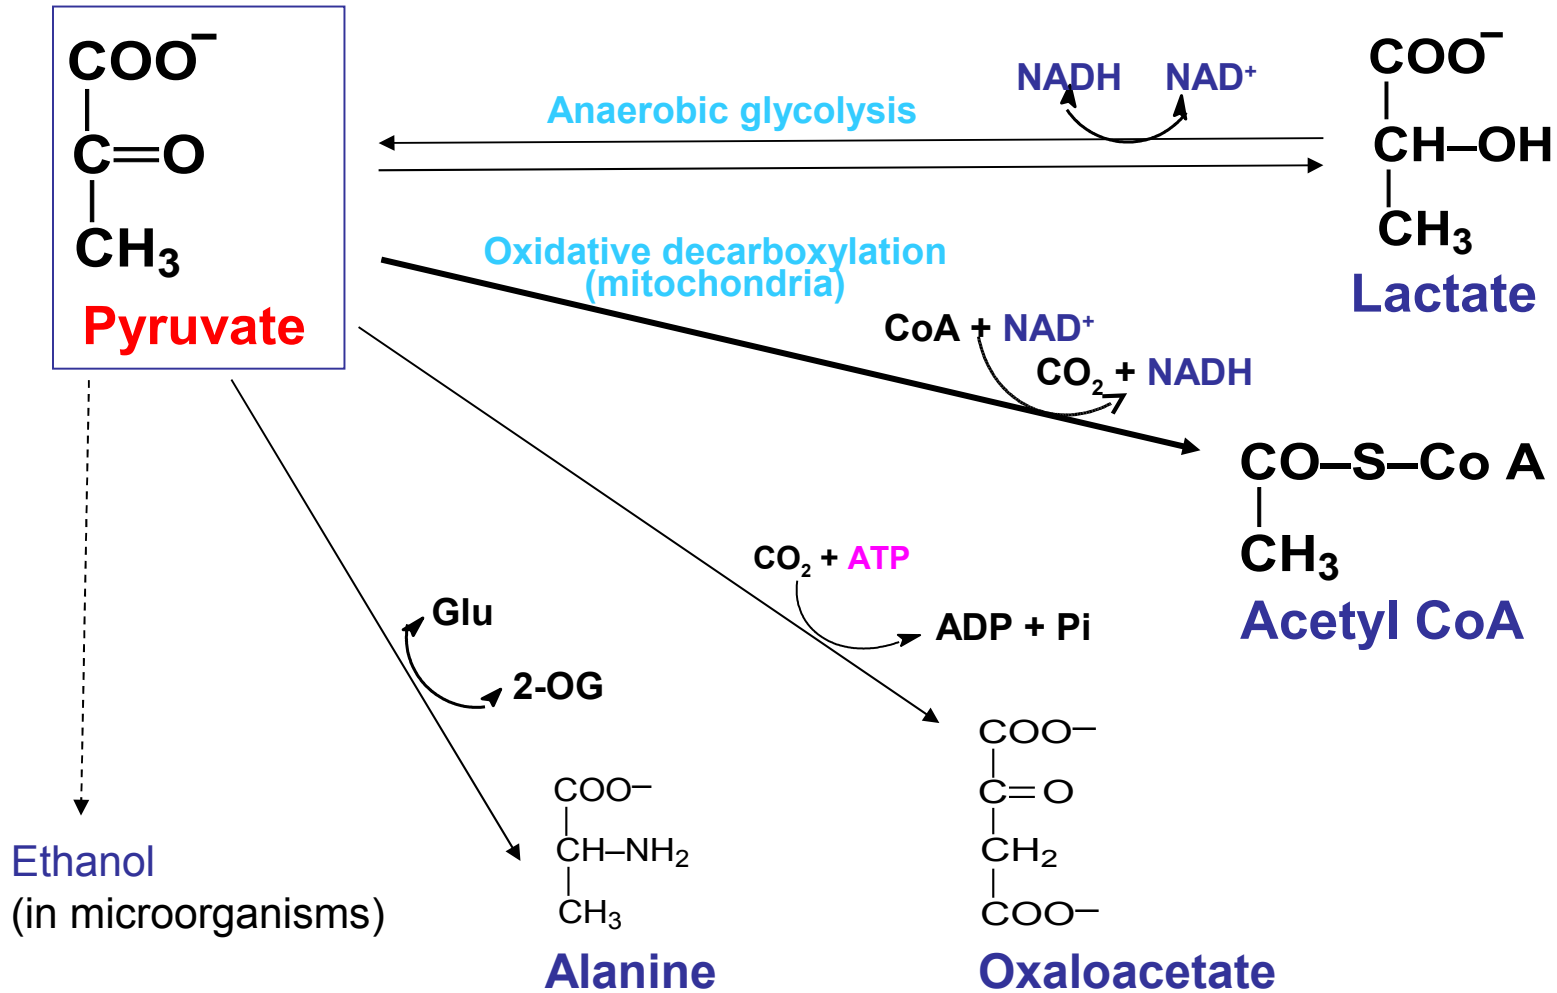 COO–
C=O
CH3
Pyruvate
Anaerobic glycolysis
NADH NAD+
COO–
CH–OH
CH3
Lactate
Oxidative decarboxylation
(mitochondria)
CoA + NAD+
CO2 + NADH
CO–S–Co A
CH3
Acetyl CoA
CO2 + ATP
ADP + Pi
COO–
C=O
CH2
COO–
Oxaloacetate
Glu
2-OG
COO–
CH–NH2
CH3
Alanine
Ethanol
(in microorganisms)